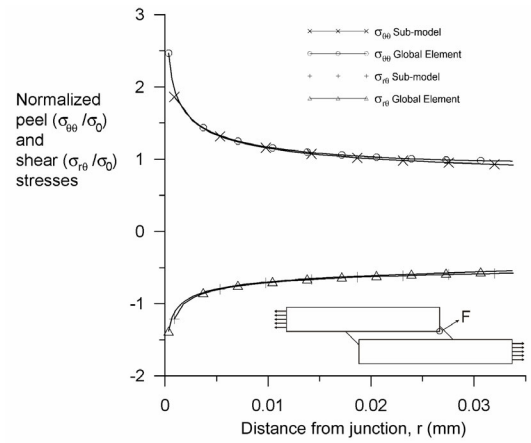 3
2
1
0
-1
-2
Normalized
peel (σθθ /σ0)
and
shear (σrθ /σ0)
stresses
σθθ Sub-model
σθθ Global Element
σrθ Sub-model
σrθ Global Element
F
0
0.01
0.02
0.03
Distance from junction, r (mm)